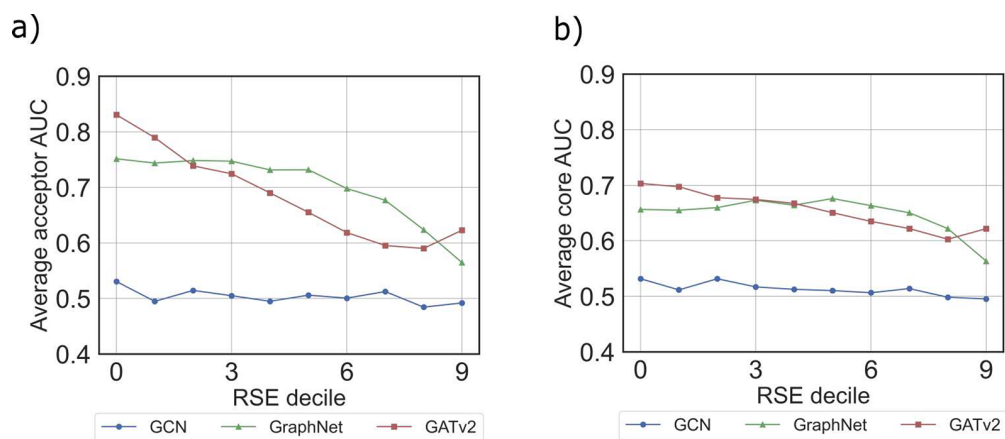 a)
Average acceptor AUC
0.9
0.8
0.7
0.6
0.5
0.4
0 3 6 9
RSE decile
GCN GraphNet GATv2
b)
Average core AUC
0.9
0.8
0.7
0.6
0.5
0.4
0 3 6 9
RSE decile
GCN GraphNet GATv2